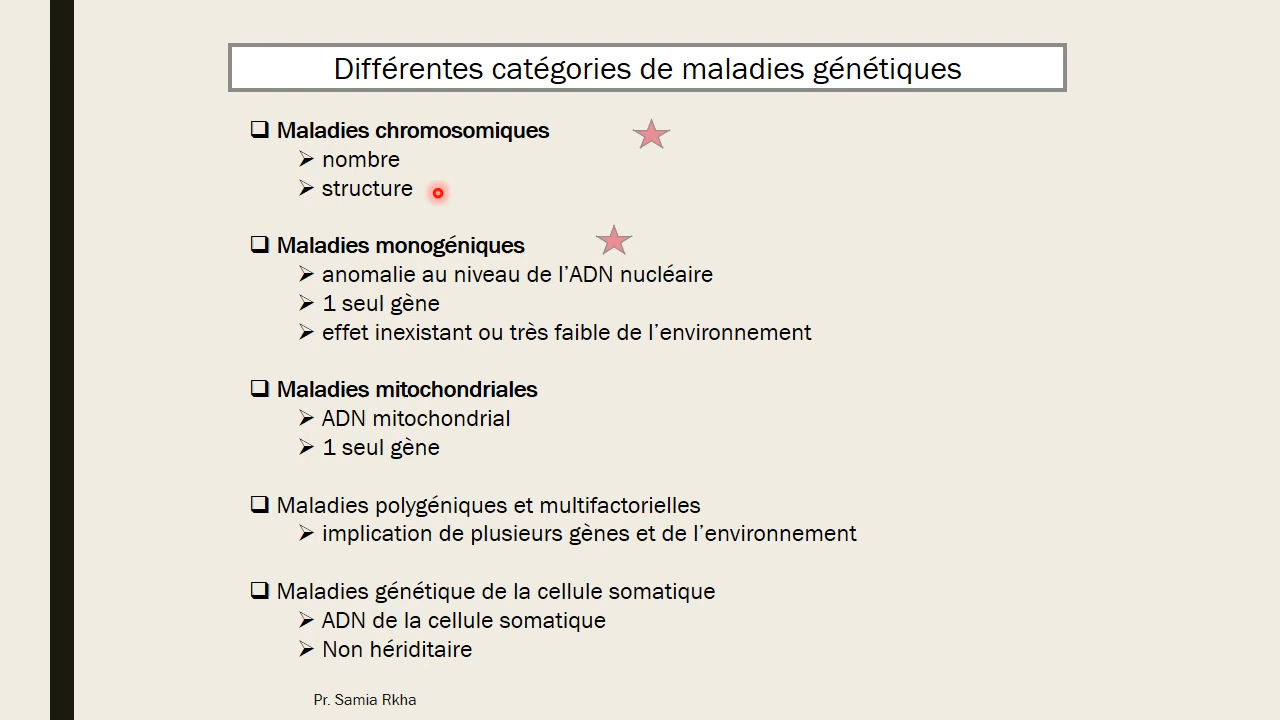 Différentes catégories de maladies génétiques
Maladies chromosomiques
nombre
structure
Maladies monogéniques
anomalie au niveau de l'ADN nucléaire
1 seul gène
effet inexistant ou très faible de l'environnement
Maladies mitochondriales
ADN mitochondrial
1 seul gène
Maladies polygéniques et multifactorielles
implication de plusieurs gènes et de l'environnement
Maladies génétique de la cellule somatique
ADN de la cellule somatique
Non hériditaire
Pr. Samia Rkha